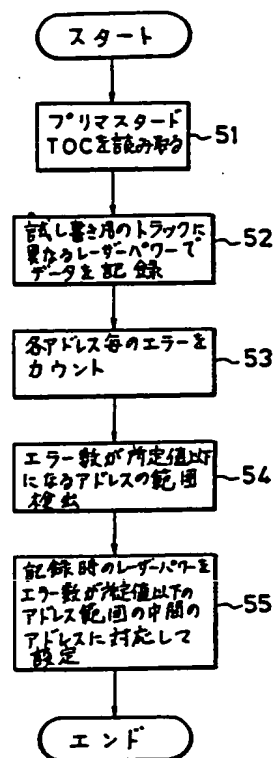 スタート
プリマスタード
TOCを読み取る
51
試し書き用のトラックに
異なるレーザーパワーで
データを記録
52
各アドレス毎のエラーを
カウント
53
エラー数が所定値以下
になるアドレスの範囲
検出
54
記録時のレーザーパワーを
エラー数が所定値以下の
アドレス範囲の中間の
アドレスに対応して
設定
55
エンド